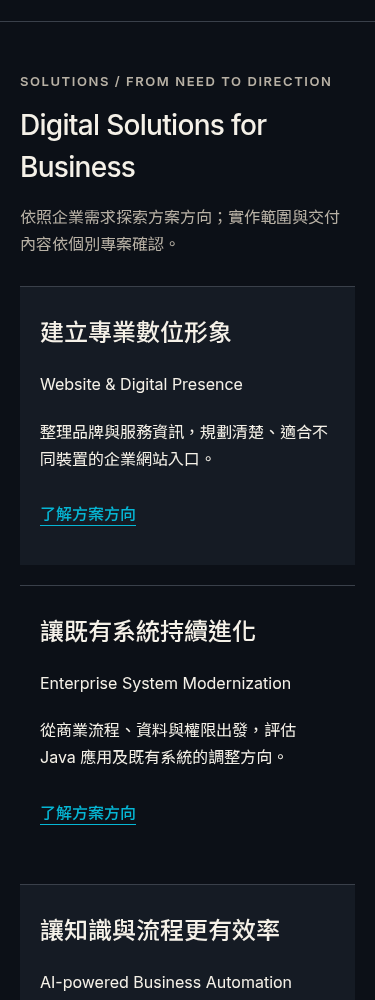 SOLUTIONS / FROM NEED TO DIRECTION
Digital Solutions for
Business
依照企業需求探索方案方向；實作範圍與交付
內容依個別專案確認。
建立專業數位形象
Website & Digital Presence
整理品牌與服務資訊，規劃清楚、適合不
同裝置的企業網站入口。
了解方案方向
讓既有系統持續進化
Enterprise System Modernization
從商業流程、資料與權限出發，評估
Java 應用及既有系統的調整方向。
了解方案方向
讓知識與流程更有效率
AI-powered Business Automation